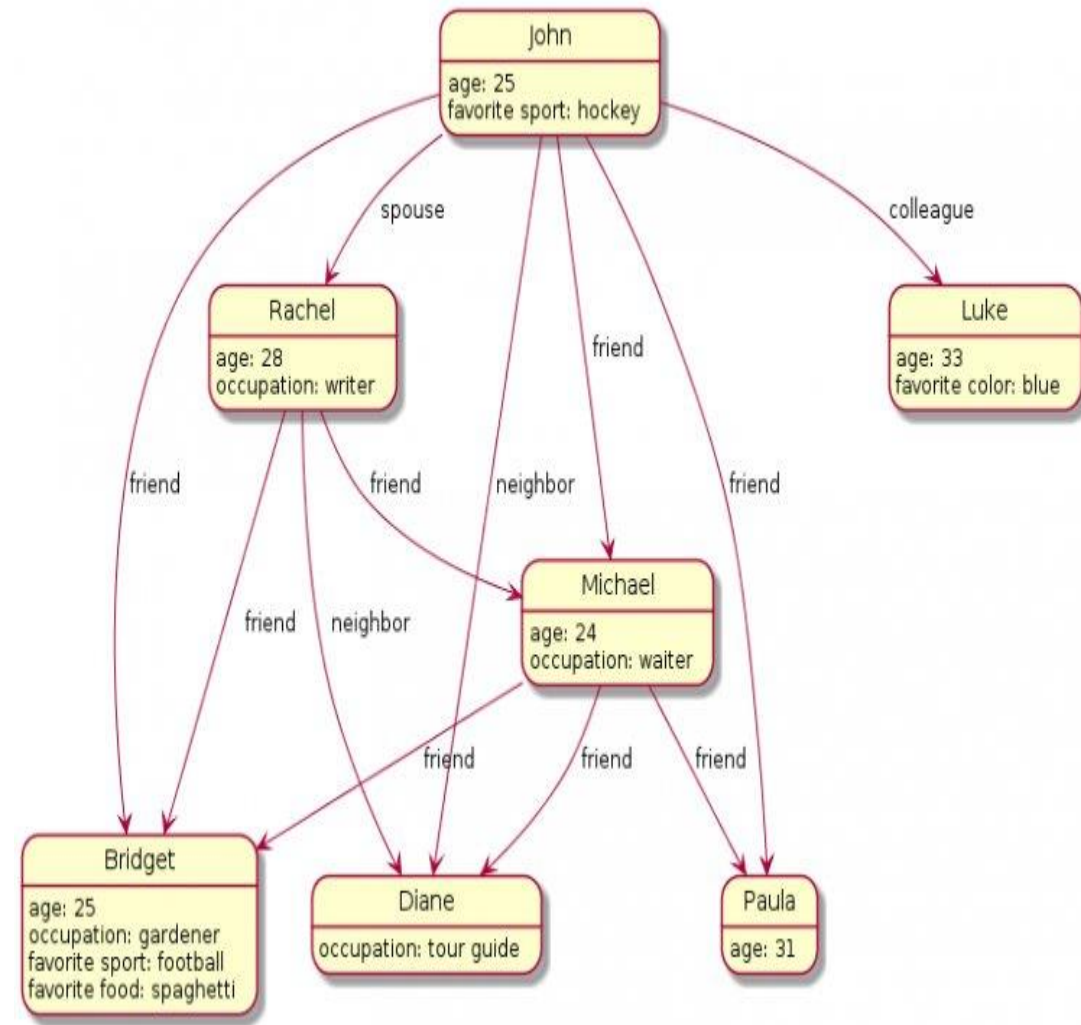 John
age: 25
favorite sport: hockey
spouse
colleague
Rachel
age: 28
occupation: writer
Luke
age: 33
favorite color: blue
friend
friend
friend
neighbor
friend
friend
neighbor
Michael
age: 24
occupation: waiter
friend
friend
friend
Bridget
age: 25
occupation: gardener
favorite sport: football
favorite food: spaghetti
Diane
occupation: tour guide
Paula
age: 31